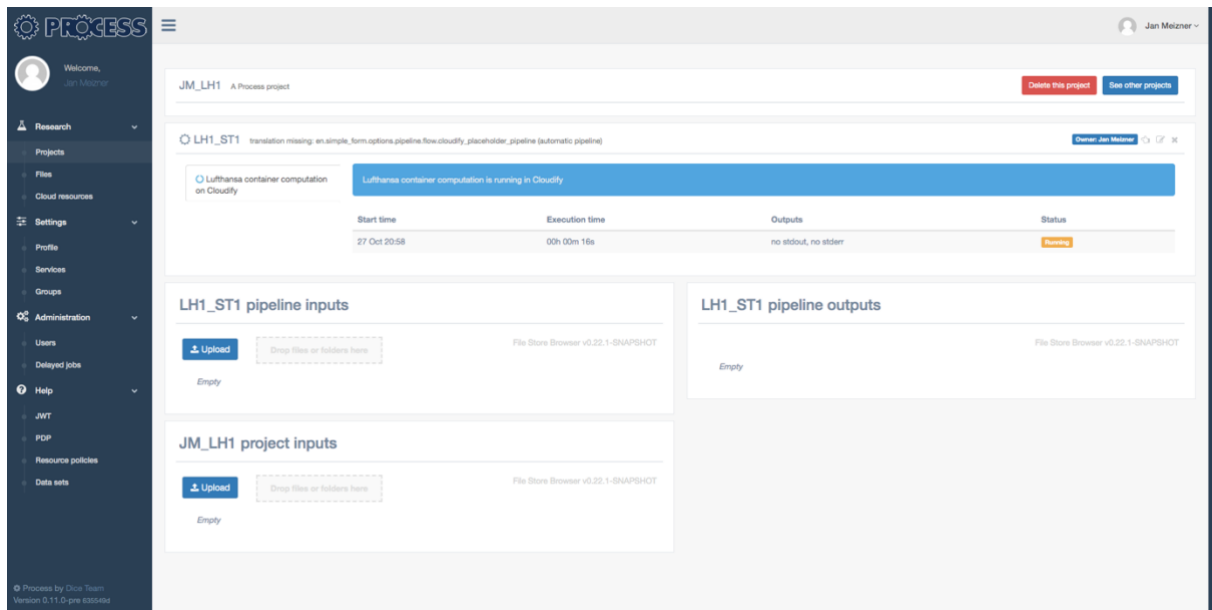 PROCESS
Jan Meizner
Welcome,
Jan Meizner
Research
Projects
Files
Cloud resources
Settings
Profile
Services
Groups
Administration
Users
Delayed jobs
Help
JWT
PDP
Resource policies
Data sets
Process by Dice Team
Version 0.11.0-pre 635549d
JM_LH1 A Process project
Delete this project
See other projects
LH1_ST1 translation missing: en.simple_form.options.pipeline.flow.cloudify_placeholder_pipeline (automatic pipeline)
Owner: Jan Meizner
Lufthansa container computation
on Cloudify
Lufthansa container computation is running in Cloudify
Start time Execution time Outputs Status
27 Oct 20:58 00h 00m 16s no stdout, no stderr Running
LH1_ST1 pipeline inputs
Upload
Drop files or folders here
File Store Browser v0.22.1-SNAPSHOT
Empty
LH1_ST1 pipeline outputs
File Store Browser v0.22.1-SNAPSHOT
Empty
JM_LH1 project inputs
Upload
Drop files or folders here
File Store Browser v0.22.1-SNAPSHOT
Empty